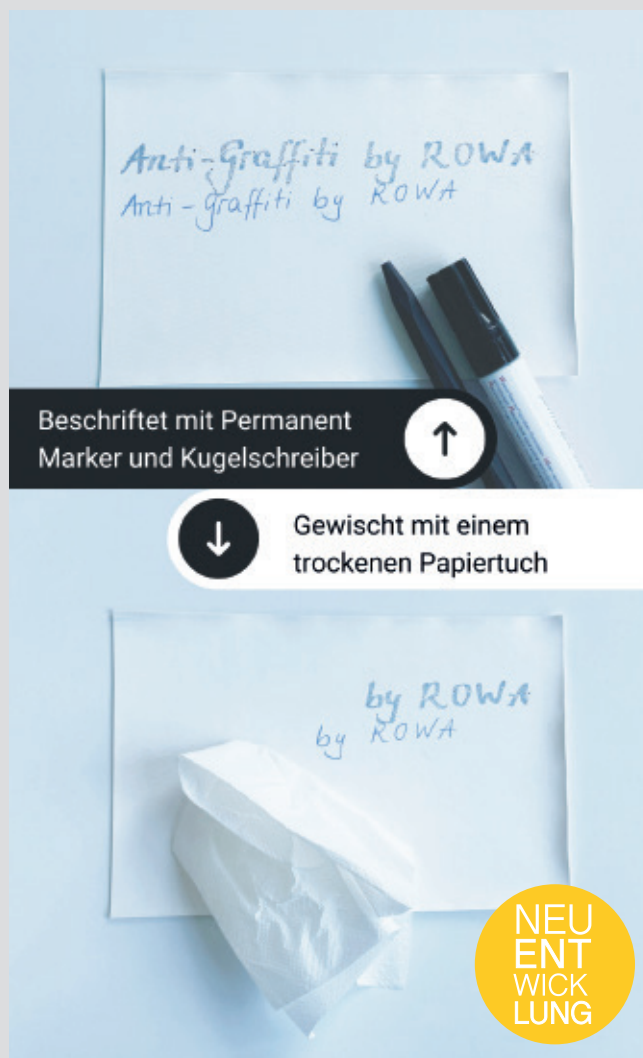 Anti-Graffiti by ROWA
Anti-graffiti by ROWA
Beschriftet mit Permanent
Marker und Kugelschreiber
↑
↓
Gewischt mit einem
trockenen Papiertuch
by ROWA
by ROWA
NEU
ENT
WICK
LUNG